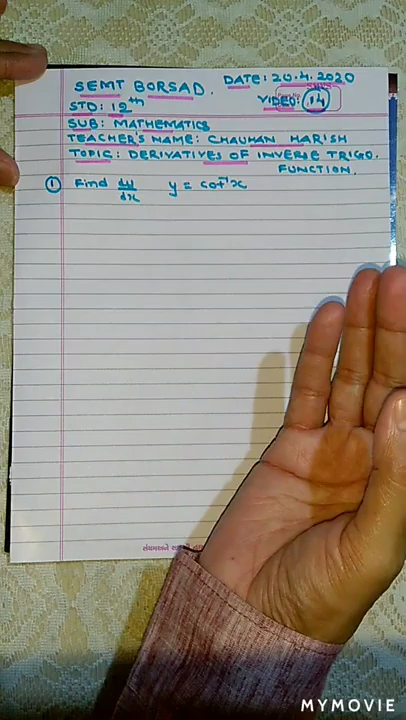 SEMT BORSAD.
DATE: 20.4.2020
STD: 12th
VIDEO: 14
SUB: MATHEMATICS
TEACHER'S NAME: CHAUHAN HARISH
TOPIC: DERIVATIVES OF INVERSE TRIGO.
FUNCTION.
① Find dy/dx y = cot⁻¹x
MYMOVIE